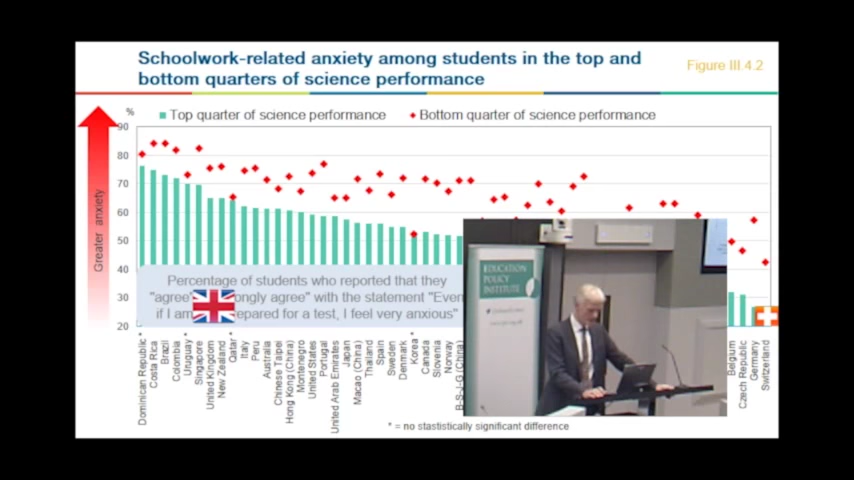 Schoolwork-related anxiety among students in the top and
bottom quarters of science performance
Figure III.4.2
%
Top quarter of science performance
Bottom quarter of science performance
Greater anxiety
90
80
70
60
50
40
30
20
Percentage of students who reported that they
"agree" ongly agree" with the statement "Even
if I am epared for a test, I feel very anxious"
Dominican Republic *
Costa Rica
Brazil
Colombia
Uruguay *
Singapore
United Kingdom
New Zealand
Qatar *
Italy
Peru
Australia
Chinese Taipei
Hong Kong (China)
Montenegro
United States
Portugal
United Arab Emirates
Japan
Macao (China)
Thailand
Spain
Sweden
Denmark
Korea *
Canada
Slovenia
Norway
B-S-J-G (China)
Belgium
Czech Republic
Germany
Switzerland
EDUCATION
POLICY
INSTITUTE
* = no stastistically significant difference